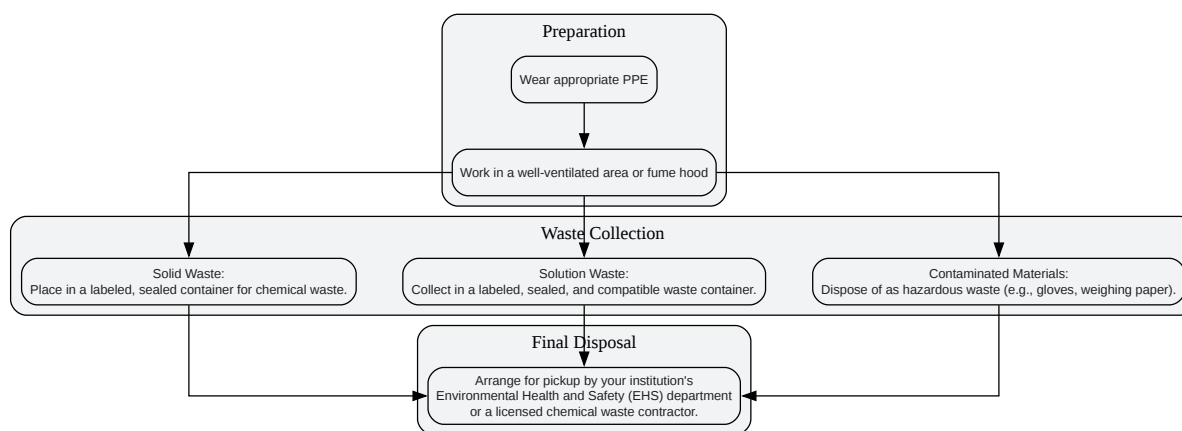 Preparation
Wear appropriate PPE
Work in a well-ventilated area or fume hood
Waste Collection
Solid Waste:
Place in a labeled, sealed container for chemical waste.
Solution Waste:
Collect in a labeled, sealed, and compatible waste container.
Contaminated Materials:
Dispose of as hazardous waste (e.g., gloves, weighing paper).
Final Disposal
Arrange for pickup by your institution's
Environmental Health and Safety (EHS) department
or a licensed chemical waste contractor.